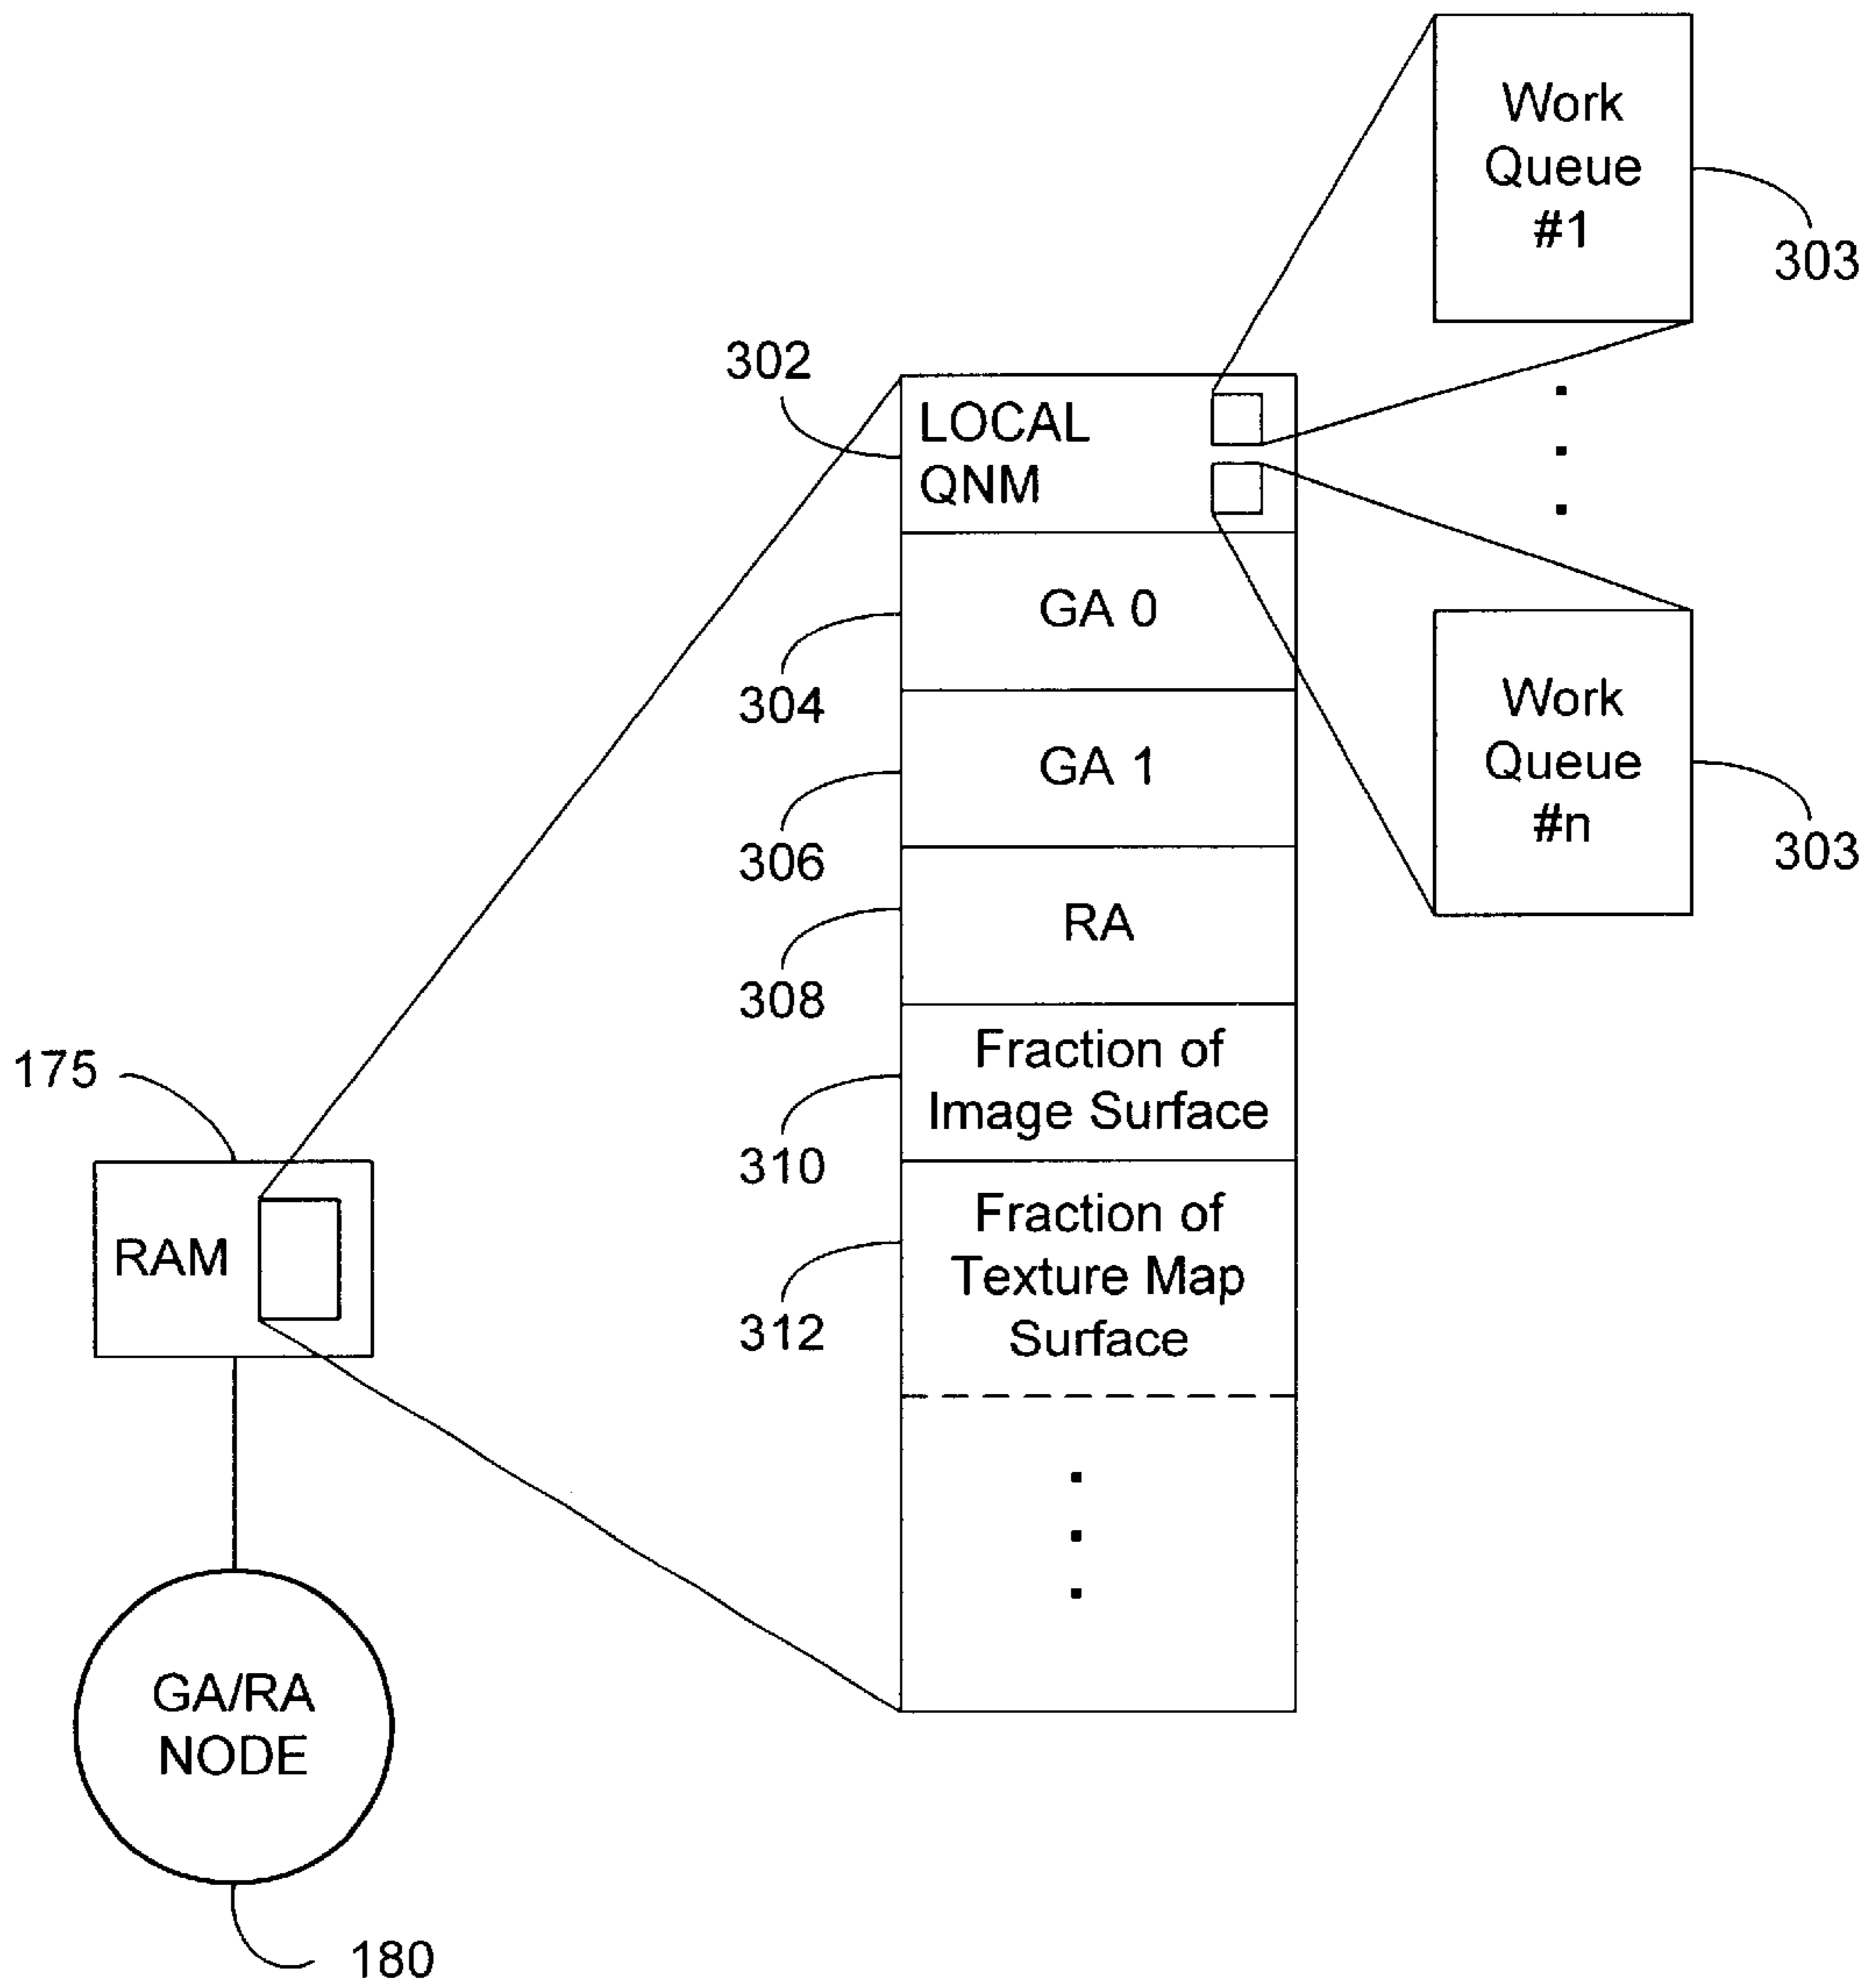 Work
Queue
#1
303
302
LOCAL
QNM
GA 0
304
GA 1
306
Work
Queue
#n
303
RA
308
Fraction of
Image Surface
310
175
RAM
Fraction of
Texture Map
Surface
312
GA/RA
NODE
180